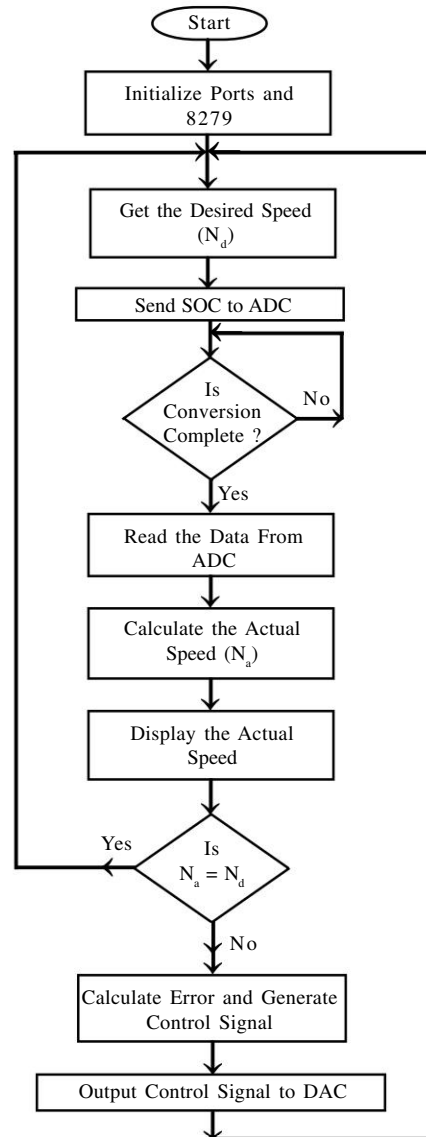 Start
Initialize Ports and
8279
Get the Desired Speed
(N_d)
Send SOC to ADC
Is
Conversion
Complete ?
No
Yes
Read the Data From
ADC
Calculate the Actual
Speed (N_a)
Display the Actual
Speed
Yes
Is
N_a = N_d
No
Calculate Error and Generate
Control Signal
Output Control Signal to DAC